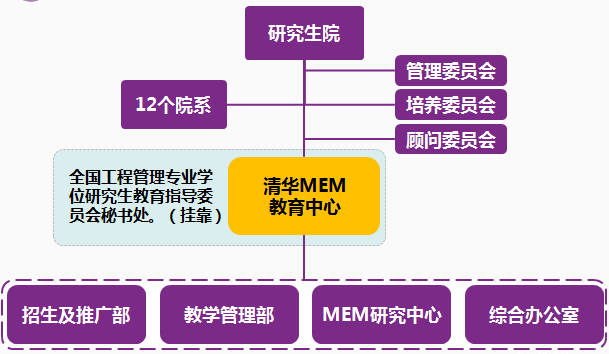 研究生院
管理委员会
12个院系
培养委员会
顾问委员会
全国工程管理专业学
位研究生教育指导委
员会秘书处。（挂靠）
清华MEM
教育中心
招生及推广部
教学管理部
MEM研究中心
综合办公室